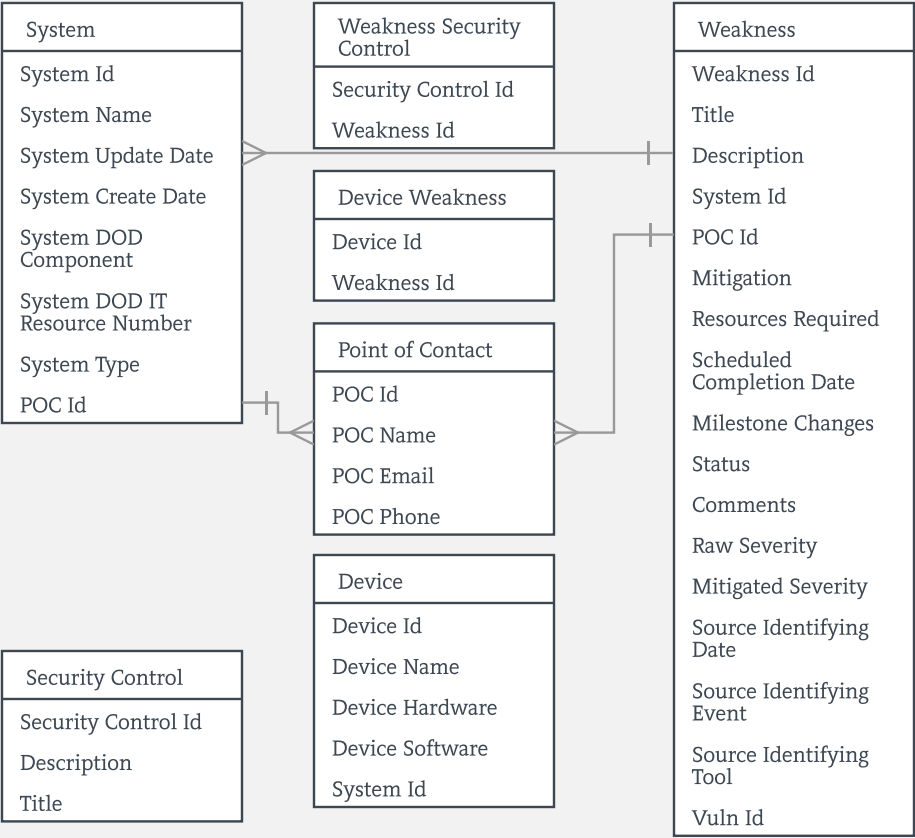 System
System Id
System Name
System Update Date
System Create Date
System DOD
Component
System DOD IT
Resource Number
System Type
POC Id
Security Control
Security Control Id
Description
Title
Weakness Security
Control
Security Control Id
Weakness Id
Device Weakness
Device Id
Weakness Id
Point of Contact
POC Id
POC Name
POC Email
POC Phone
Device
Device Id
Device Name
Device Hardware
Device Software
System Id
Weakness
Weakness Id
Title
Description
System Id
POC Id
Mitigation
Resources Required
Scheduled
Completion Date
Milestone Changes
Status
Comments
Raw Severity
Mitigated Severity
Source Identifying
Date
Source Identifying
Event
Source Identifying
Tool
Vuln Id